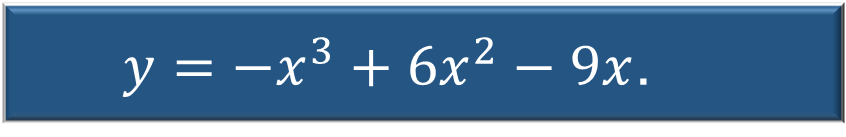 y = −x³ + 6x² − 9x.